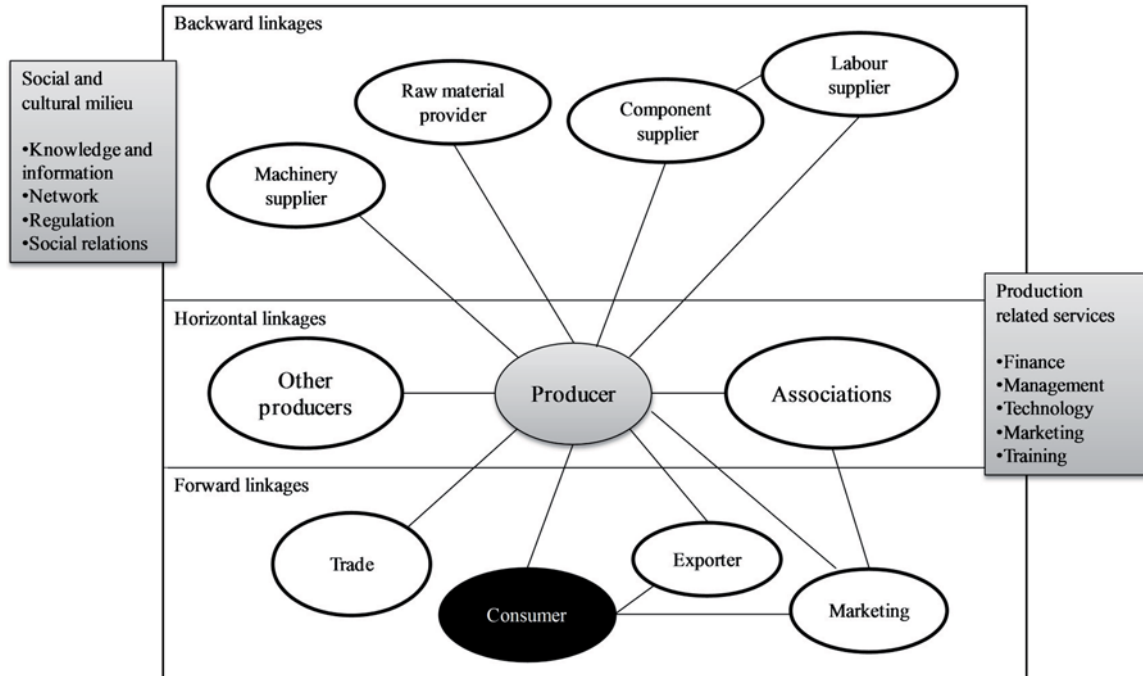 Backward linkages
Social and
cultural milieu
•Knowledge and
information
•Network
•Regulation
•Social relations
Machinery
supplier
Raw material
provider
Component
supplier
Labour
supplier
Horizontal linkages
Other
producers
Producer
Associations
Production
related services
•Finance
•Management
•Technology
•Marketing
•Training
Forward linkages
Trade
Consumer
Exporter
Marketing